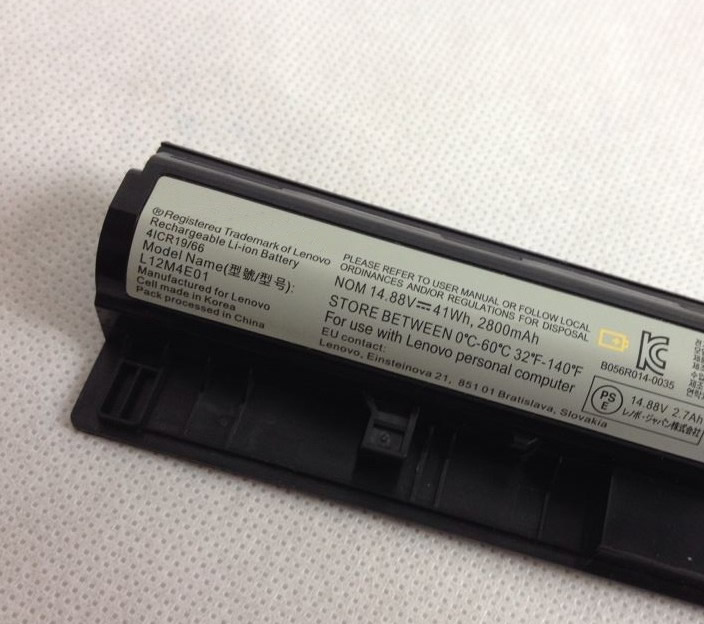 ®Registered Trademark of Lenovo
Rechargeable Li-ion Battery
4ICR19/66
Model Name(型號/型号):
L12M4E01
Manufactured for Lenovo
Cell made in Korea
Pack processed in China
PLEASE REFER TO USER MANUAL OR FOLLOW LOCAL
ORDINANCES AND/OR REGULATIONS FOR DISPOSAL
NOM 14.88V⎓41Wh, 2800mAh
STORE BETWEEN 0℃-60℃ 32℉-140℉
For use with Lenovo personal computer
EU contact:
Lenovo, Einsteinova 21, 851 01 Bratislava, Slovakia
B056R014-0035
PS
E
14.88V 2.7Ah
レノボ・ジャパン株式会社